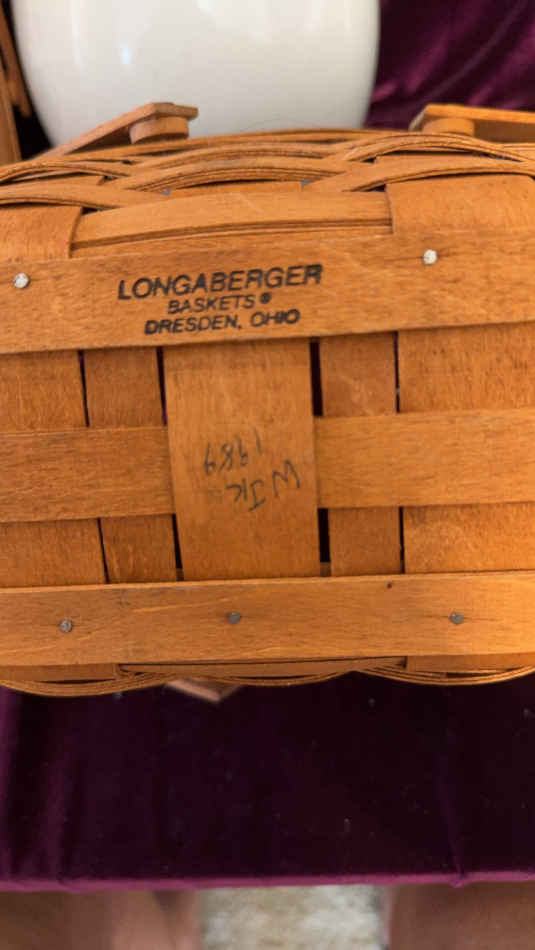 LONGABERGER
BASKETS®
DRESDEN, OHIO
WJK
1989